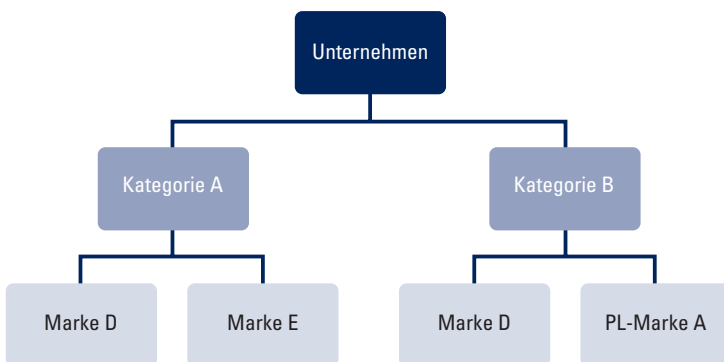 Unternehmen
Kategorie A
Kategorie B
Marke D
Marke E
Marke D
PL-Marke A